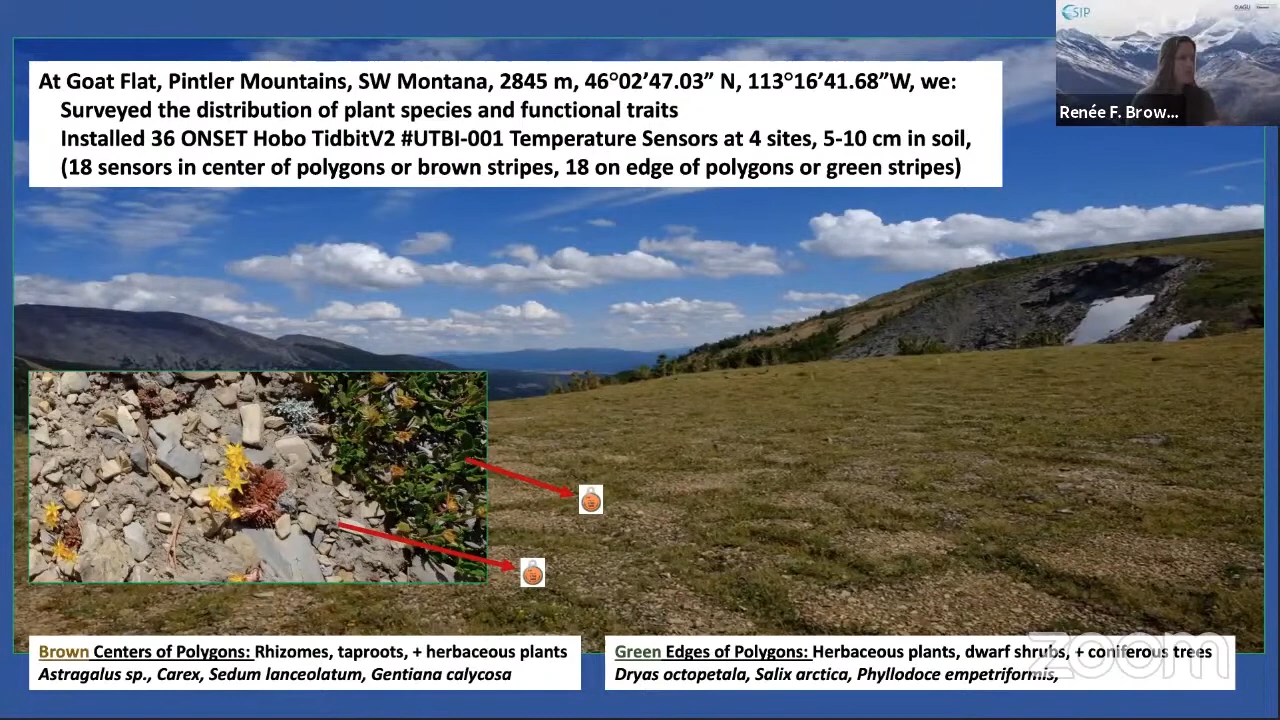 At Goat Flat, Pintler Mountains, SW Montana, 2845 m, 46°02'47.03” N, 113°16'41.68”W, we:
Surveyed the distribution of plant species and functional traits
Installed 36 ONSET Hobo TidbitV2 #UTBI-001 Temperature Sensors at 4 sites, 5-10 cm in soil,
(18 sensors in center of polygons or brown stripes, 18 on edge of polygons or green stripes)
SIP
AGU
Renée F. Brow...
Brown Centers of Polygons: Rhizomes, taproots, + herbaceous plants
Astragalus sp., Carex, Sedum lanceolatum, Gentiana calycosa
Green Edges of Polygons: Herbaceous plants, dwarf shrubs, + coniferous trees
Dryas octopetala, Salix arctica, Phyllodoce empetriformis,
zoom